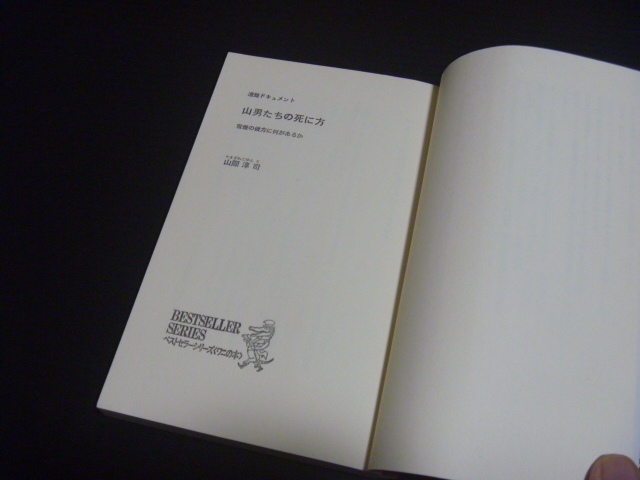 遭難ドキュメント
山男たちの死に方
雪煙の彼方に何があるか
山際淳司
BESTSELLER
SERIES
ベストセラーシリーズ〈ワニの本〉